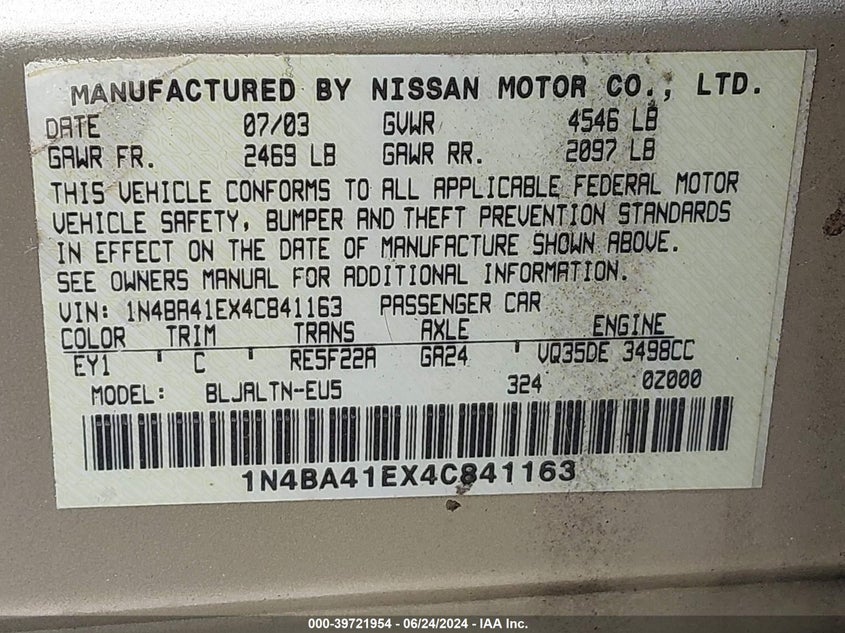 MANUFACTURED BY NISSAN MOTOR CO., LTD.
DATE 07/03 GVWR 4546 LB
GAWR FR. 2469 LB GAWR RR. 2097 LB
THIS VEHICLE CONFORMS TO ALL APPLICABLE FEDERAL MOTOR
VEHICLE SAFETY, BUMPER AND THEFT PREVENTION STANDARDS
IN EFFECT ON THE DATE OF MANUFACTURE SHOWN ABOVE.
SEE OWNERS MANUAL FOR ADDITIONAL INFORMATION.
VIN: 1N4BA41EX4C841163 PASSENGER CAR
COLOR TRIM TRANS AXLE ENGINE
EY1 C RE5F22A GA24 VQ35DE 3498CC
MODEL: BLJALTN-EU5 324 0Z000
1N4BA41EX4C841163
000-39721954 - 06/24/2024 - IAA Inc.